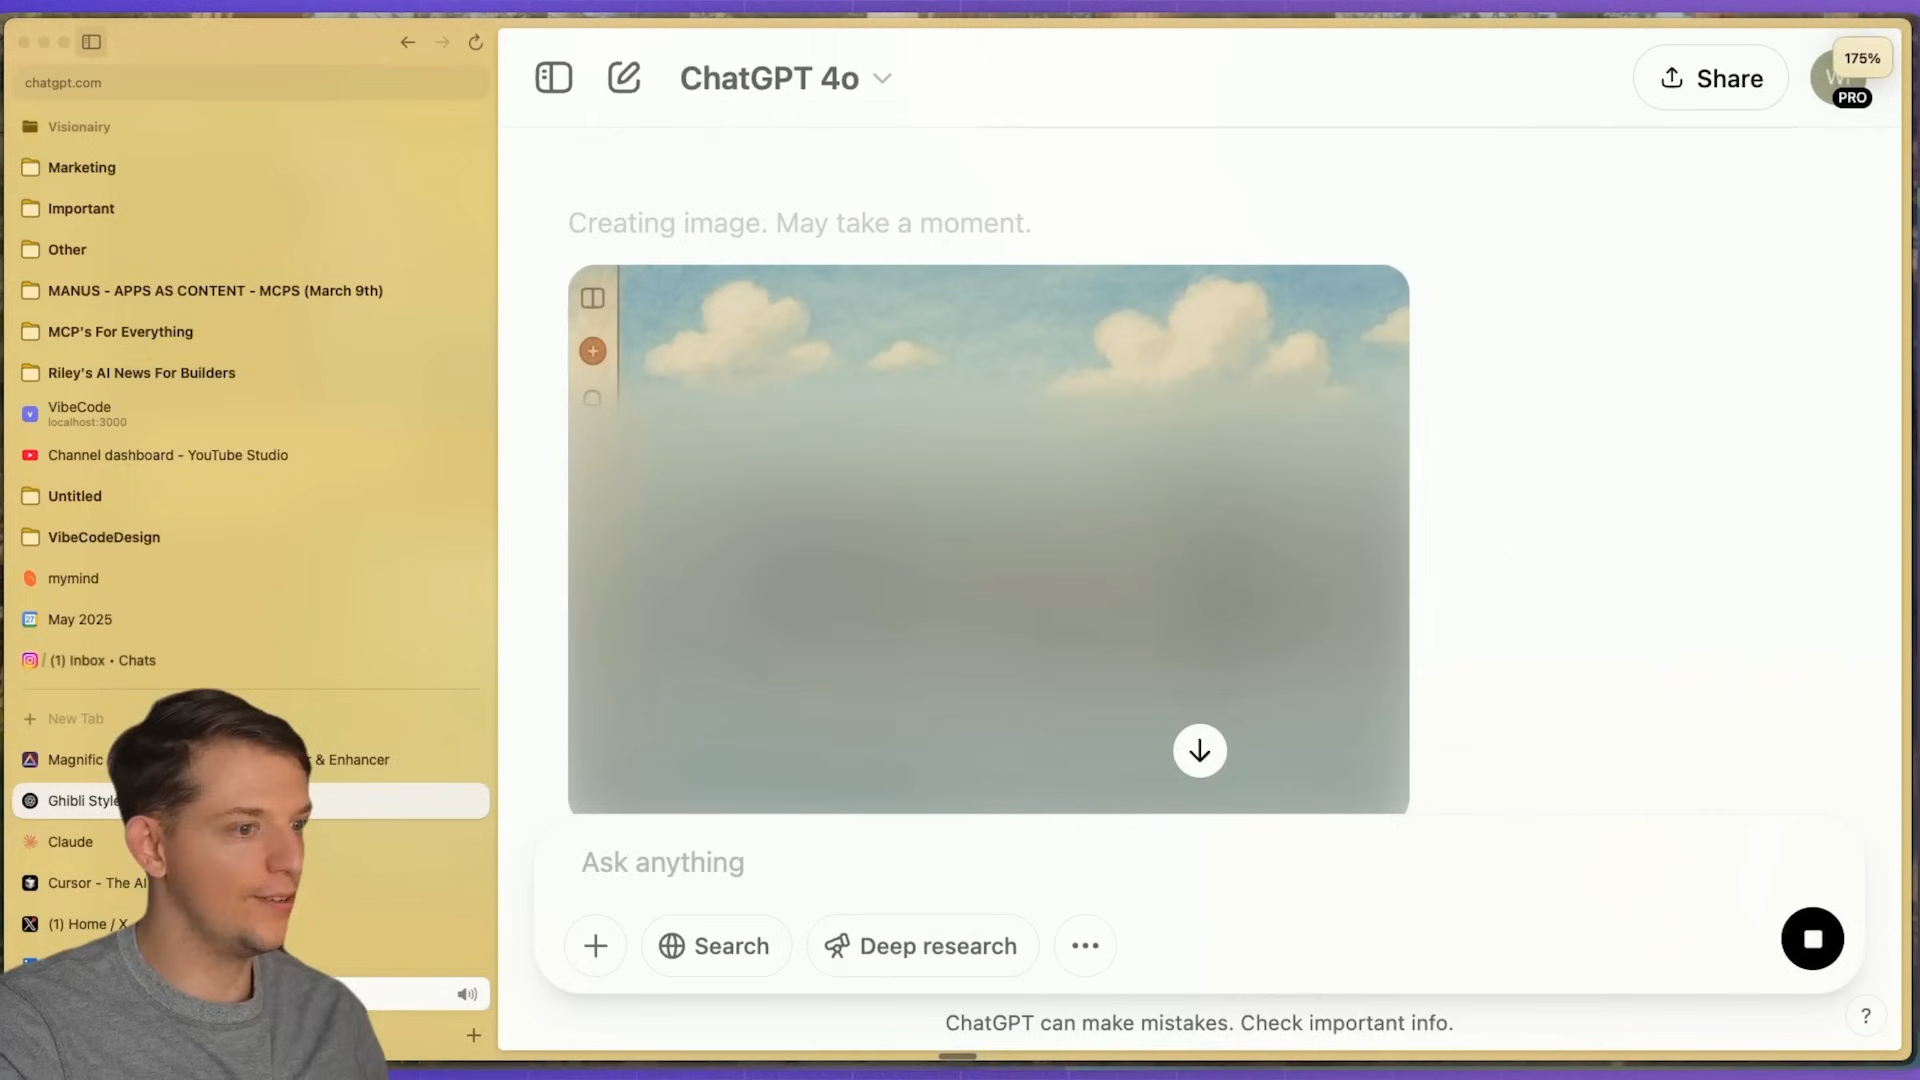 chatgpt.com
Visionairy
Marketing
Important
Other
MANUS - APPS AS CONTENT - MCPS (March 9th)
MCP's For Everything
Riley's AI News For Builders
VibeCode
localhost:3000
Channel dashboard - YouTube Studio
Untitled
VibeCodeDesign
mymind
May 2025
/ (1) Inbox • Chats
New Tab
Magnific & Enhancer
Ghibli Style
Claude
Cursor - The AI
(1) Home / X
ChatGPT 4o
Share
175%
PRO
Creating image. May take a moment.
Ask anything
Search
Deep research
ChatGPT can make mistakes. Check important info.
?